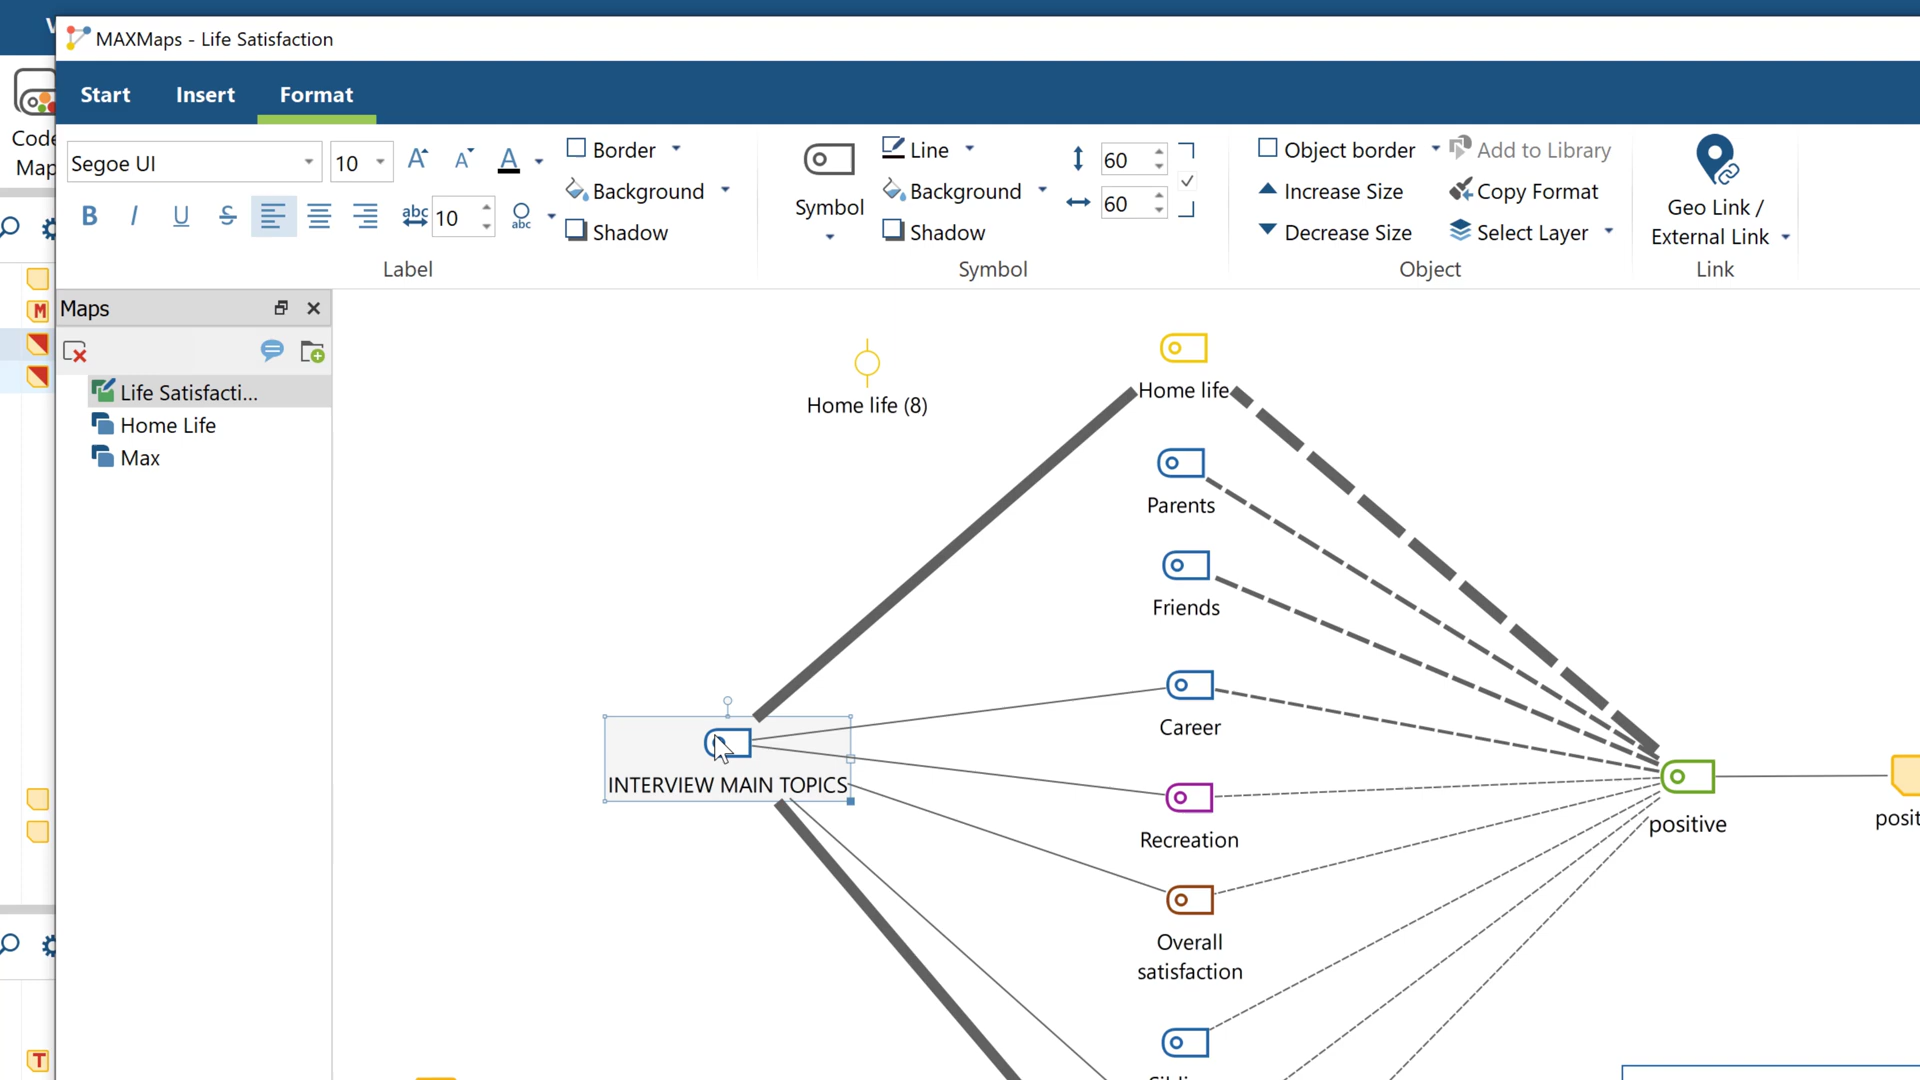 MAXMaps - Life Satisfaction
Start Insert Format
Code
Map
Segoe UI 10
B I U S abc 10 abc
Border
Background
Shadow
Label
Symbol
Line
Background
Shadow
60
60
Symbol
Object border
Increase Size
Decrease Size
Add to Library
Copy Format
Select Layer
Object
Geo Link /
External Link
Link
Maps
Life Satisfacti...
Home Life
Max
M
T
Home life (8)
Home life
Parents
Friends
Career
INTERVIEW MAIN TOPICS
Recreation
positive
posit
Overall
satisfaction